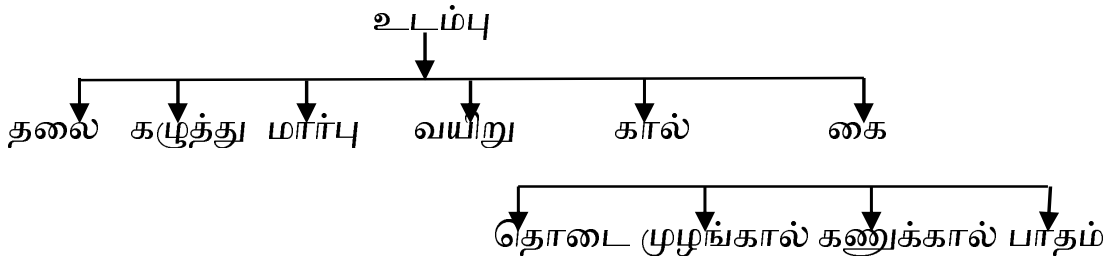 உடம்பு
தலை கழுத்து மார்பு வயிறு கால் கை
தொடை முழங்கால் கணுக்கால் பாதம்